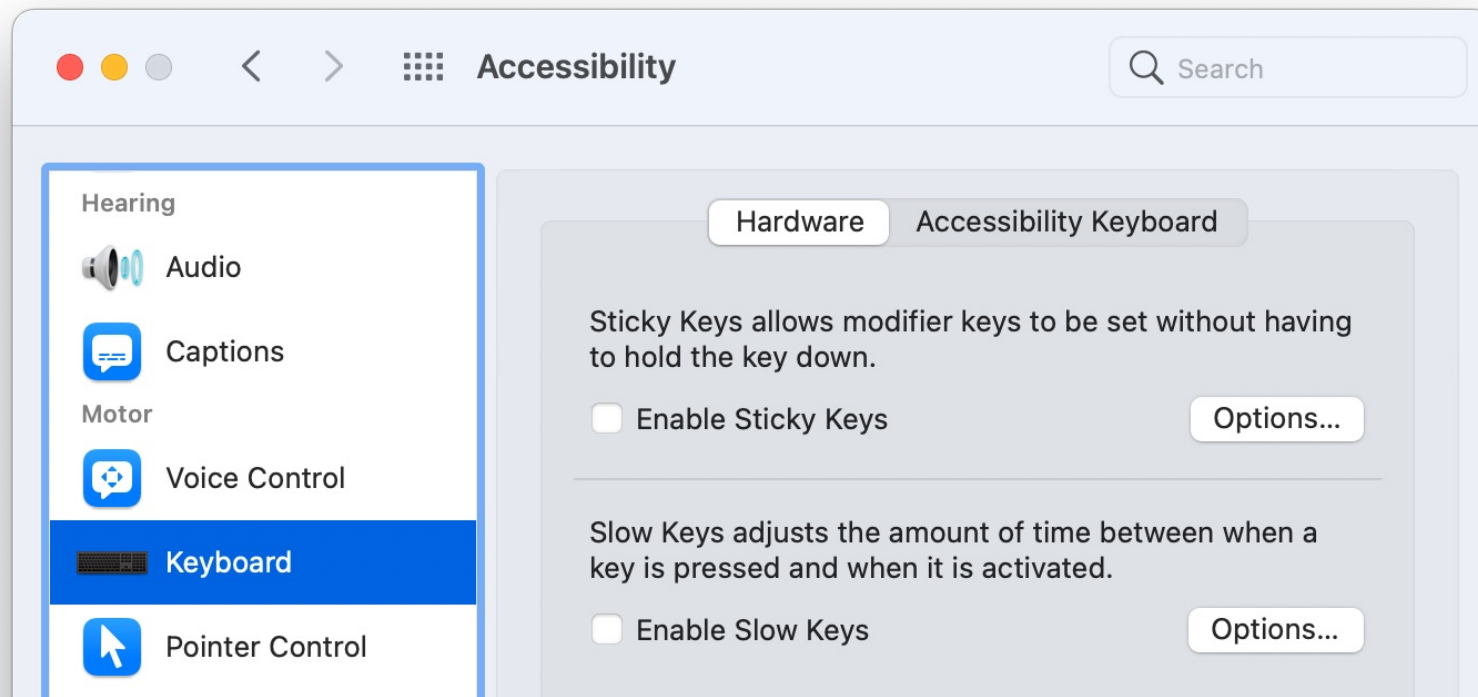 Accessibility
Search
Hearing
Audio
Captions
Motor
Voice Control
Keyboard
Pointer Control
Hardware
Accessibility Keyboard
Sticky Keys allows modifier keys to be set without having
to hold the key down.
Enable Sticky Keys
Options...
Slow Keys adjusts the amount of time between when a
key is pressed and when it is activated.
Enable Slow Keys
Options...